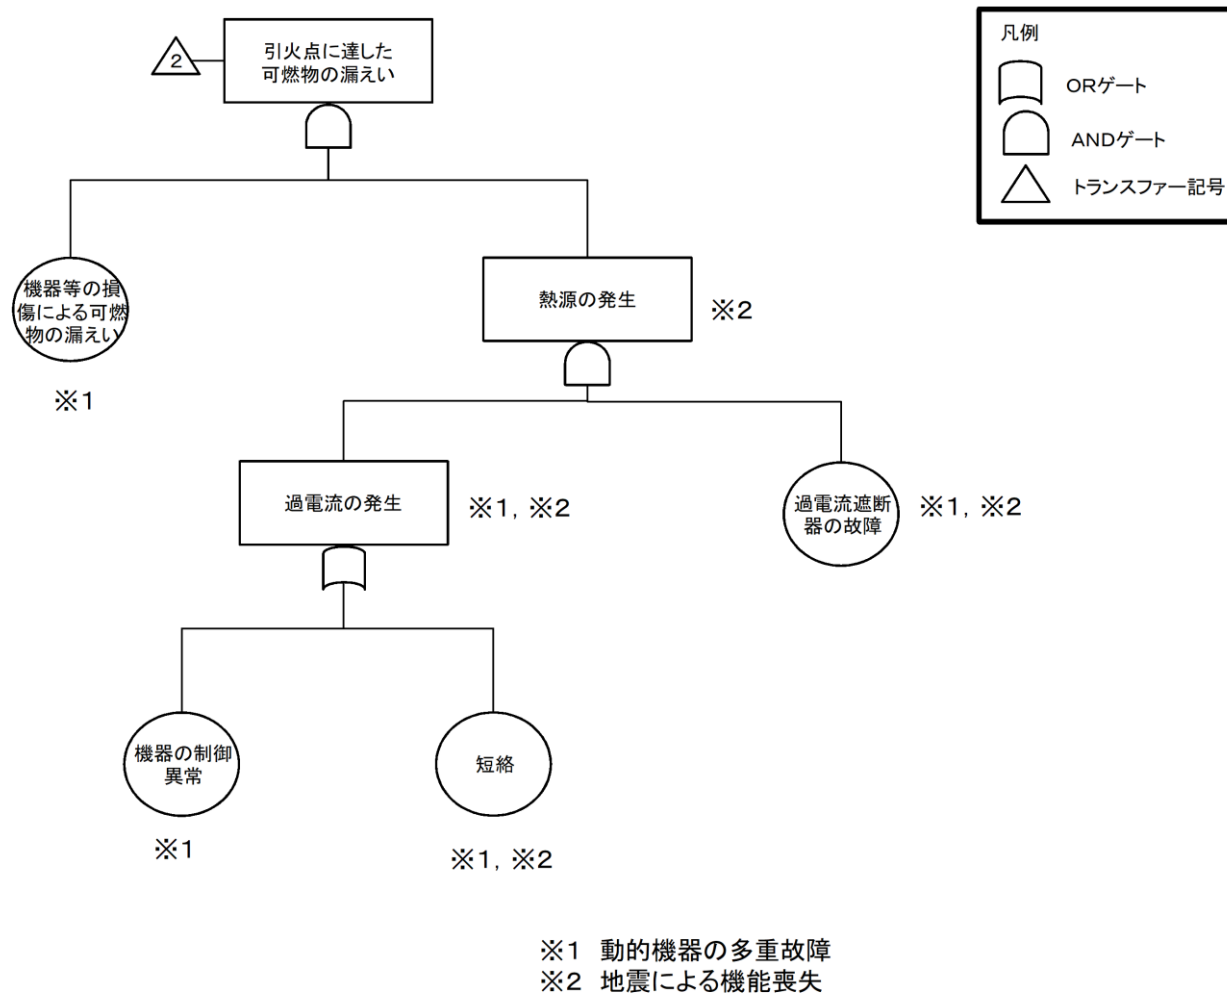 2
引火点に達した
可燃物の漏えい
凡例
ORゲート
ANDゲート
トランスファー記号
機器等の損
傷による可燃
物の漏えい
※1
熱源の発生
※2
過電流の発生
※1, ※2
過電流遮断
器の故障
※1, ※2
機器の制御
異常
※1
短絡
※1, ※2
※1 動的機器の多重故障
※2 地震による機能喪失